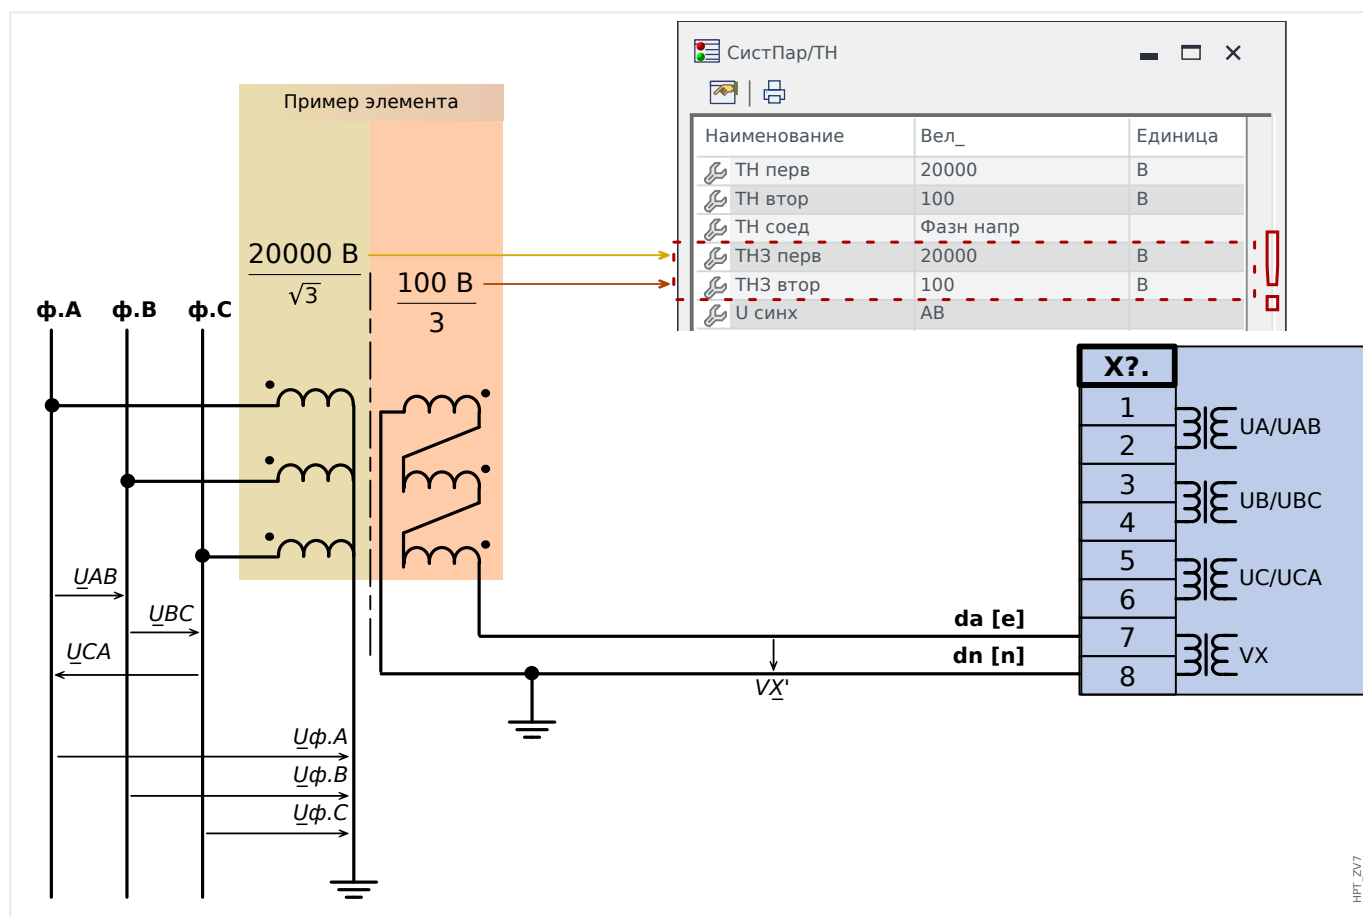 СистПар/ТН
Наименование Вел_ Единица
ТН перв 20000 В
ТН втор 100 В
ТН соед Фазн напр
ТНЗ перв 20000 В
ТНЗ втор 100 В
U синх АВ
Пример элемента
20000 В
√3
100 В
3
ф.А ф.В ф.С
X?.
1
2
3
4
5
6
7
8
UA/UAB
UB/UBC
UC/UCA
VX
UAB
UBC
UCA
da [e]
dn [n]
VX'
Uф.A
Uф.B
Uф.C
HPT_ZV7